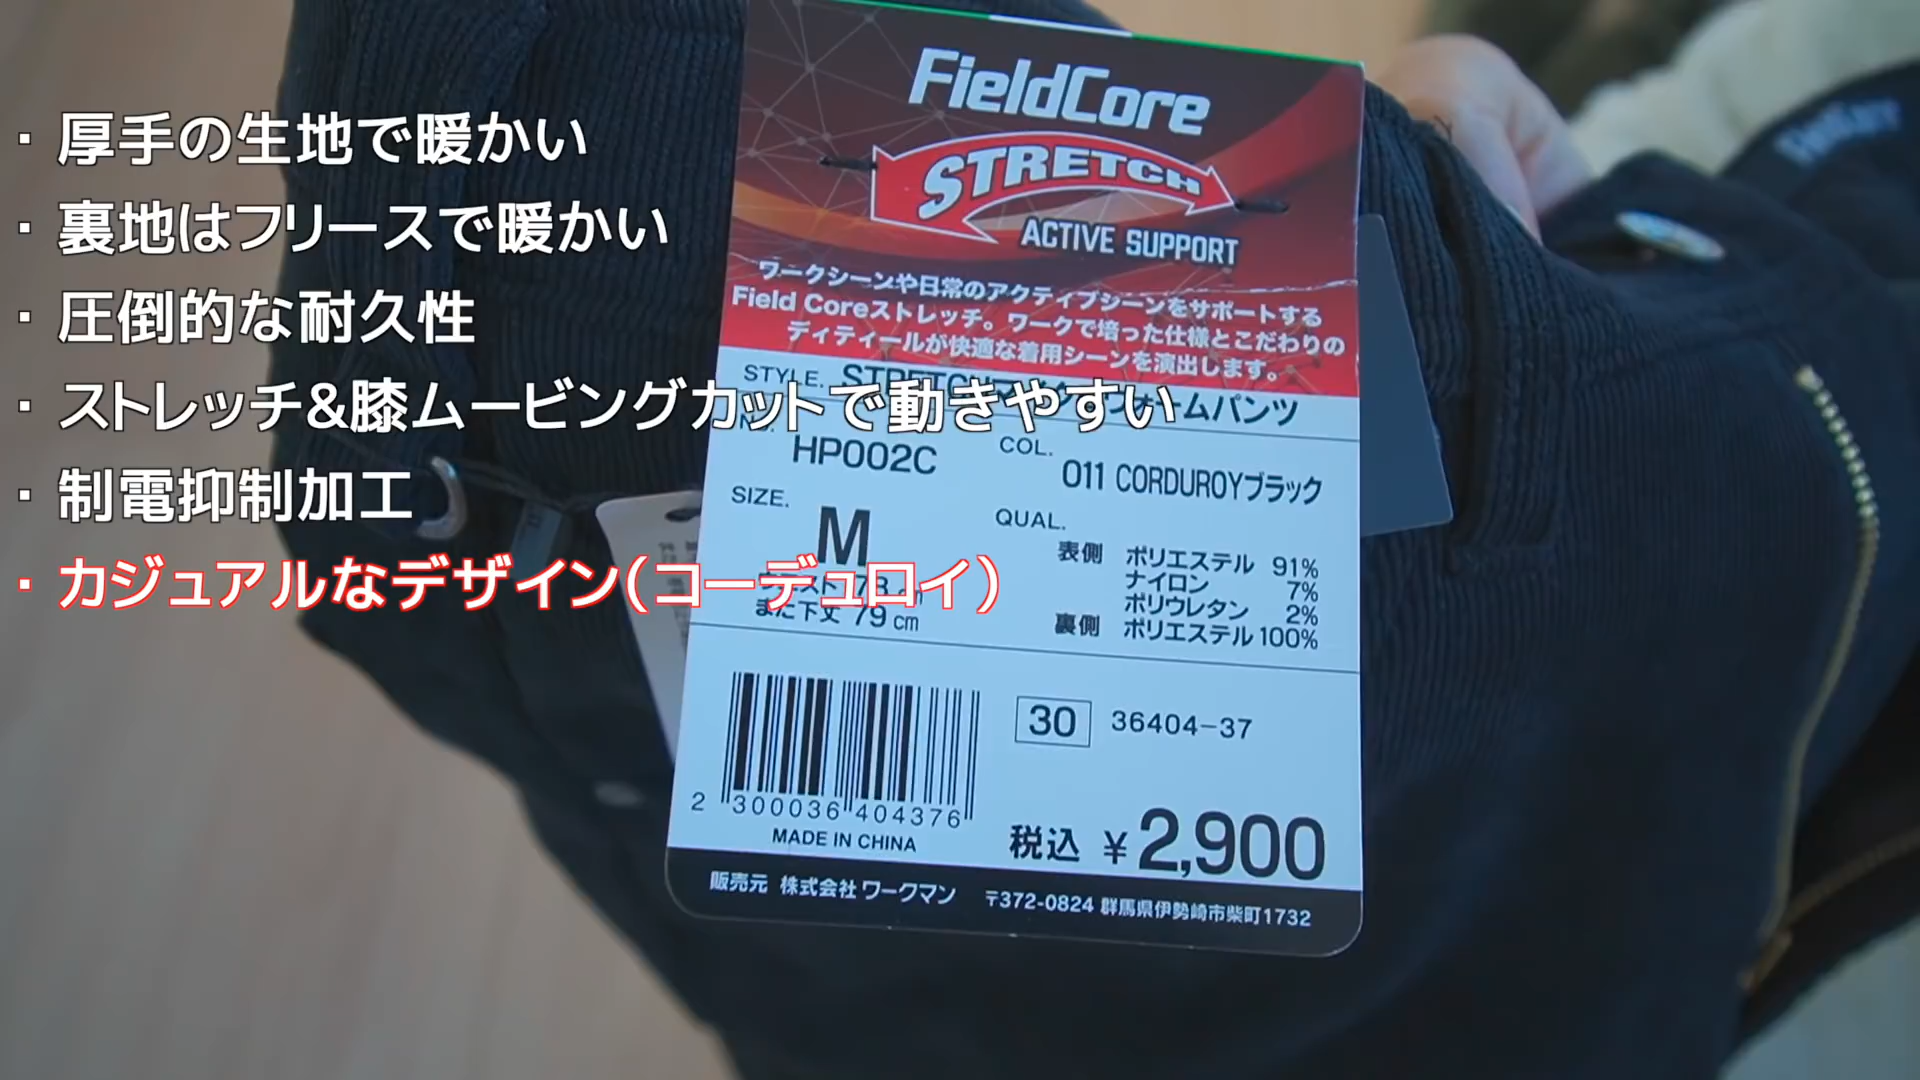 ・厚手の生地で暖かい
・裏地はフリースで暖かい
・圧倒的な耐久性
・ストレッチ&膝ムービングカットで動きやすい
・制電抑制加工
・カジュアルなデザイン(コーデュロイ)
FieldCore
STRETCH
ACTIVE SUPPORT
ワークシーンや日常のアクティブシーンをサポートする
Field Coreストレッチ。ワークで培った仕様とこだわりの
ディティールが快適な着用シーンを演出します。
STYLE. STRETCH ウォームパンツ
NO.
HP002C
COL.
011 CORDUROYブラック
SIZE.
M
また下丈 79 cm
QUAL.
表側 ポリエステル 91%
ナイロン 7%
ポリウレタン 2%
裏側 ポリエステル 100%
30 36404-37
2 300036 404376
MADE IN CHINA
税込 ¥2,900
販売元 株式会社 ワークマン 〒372-0824 群馬県伊勢崎市柴町1732